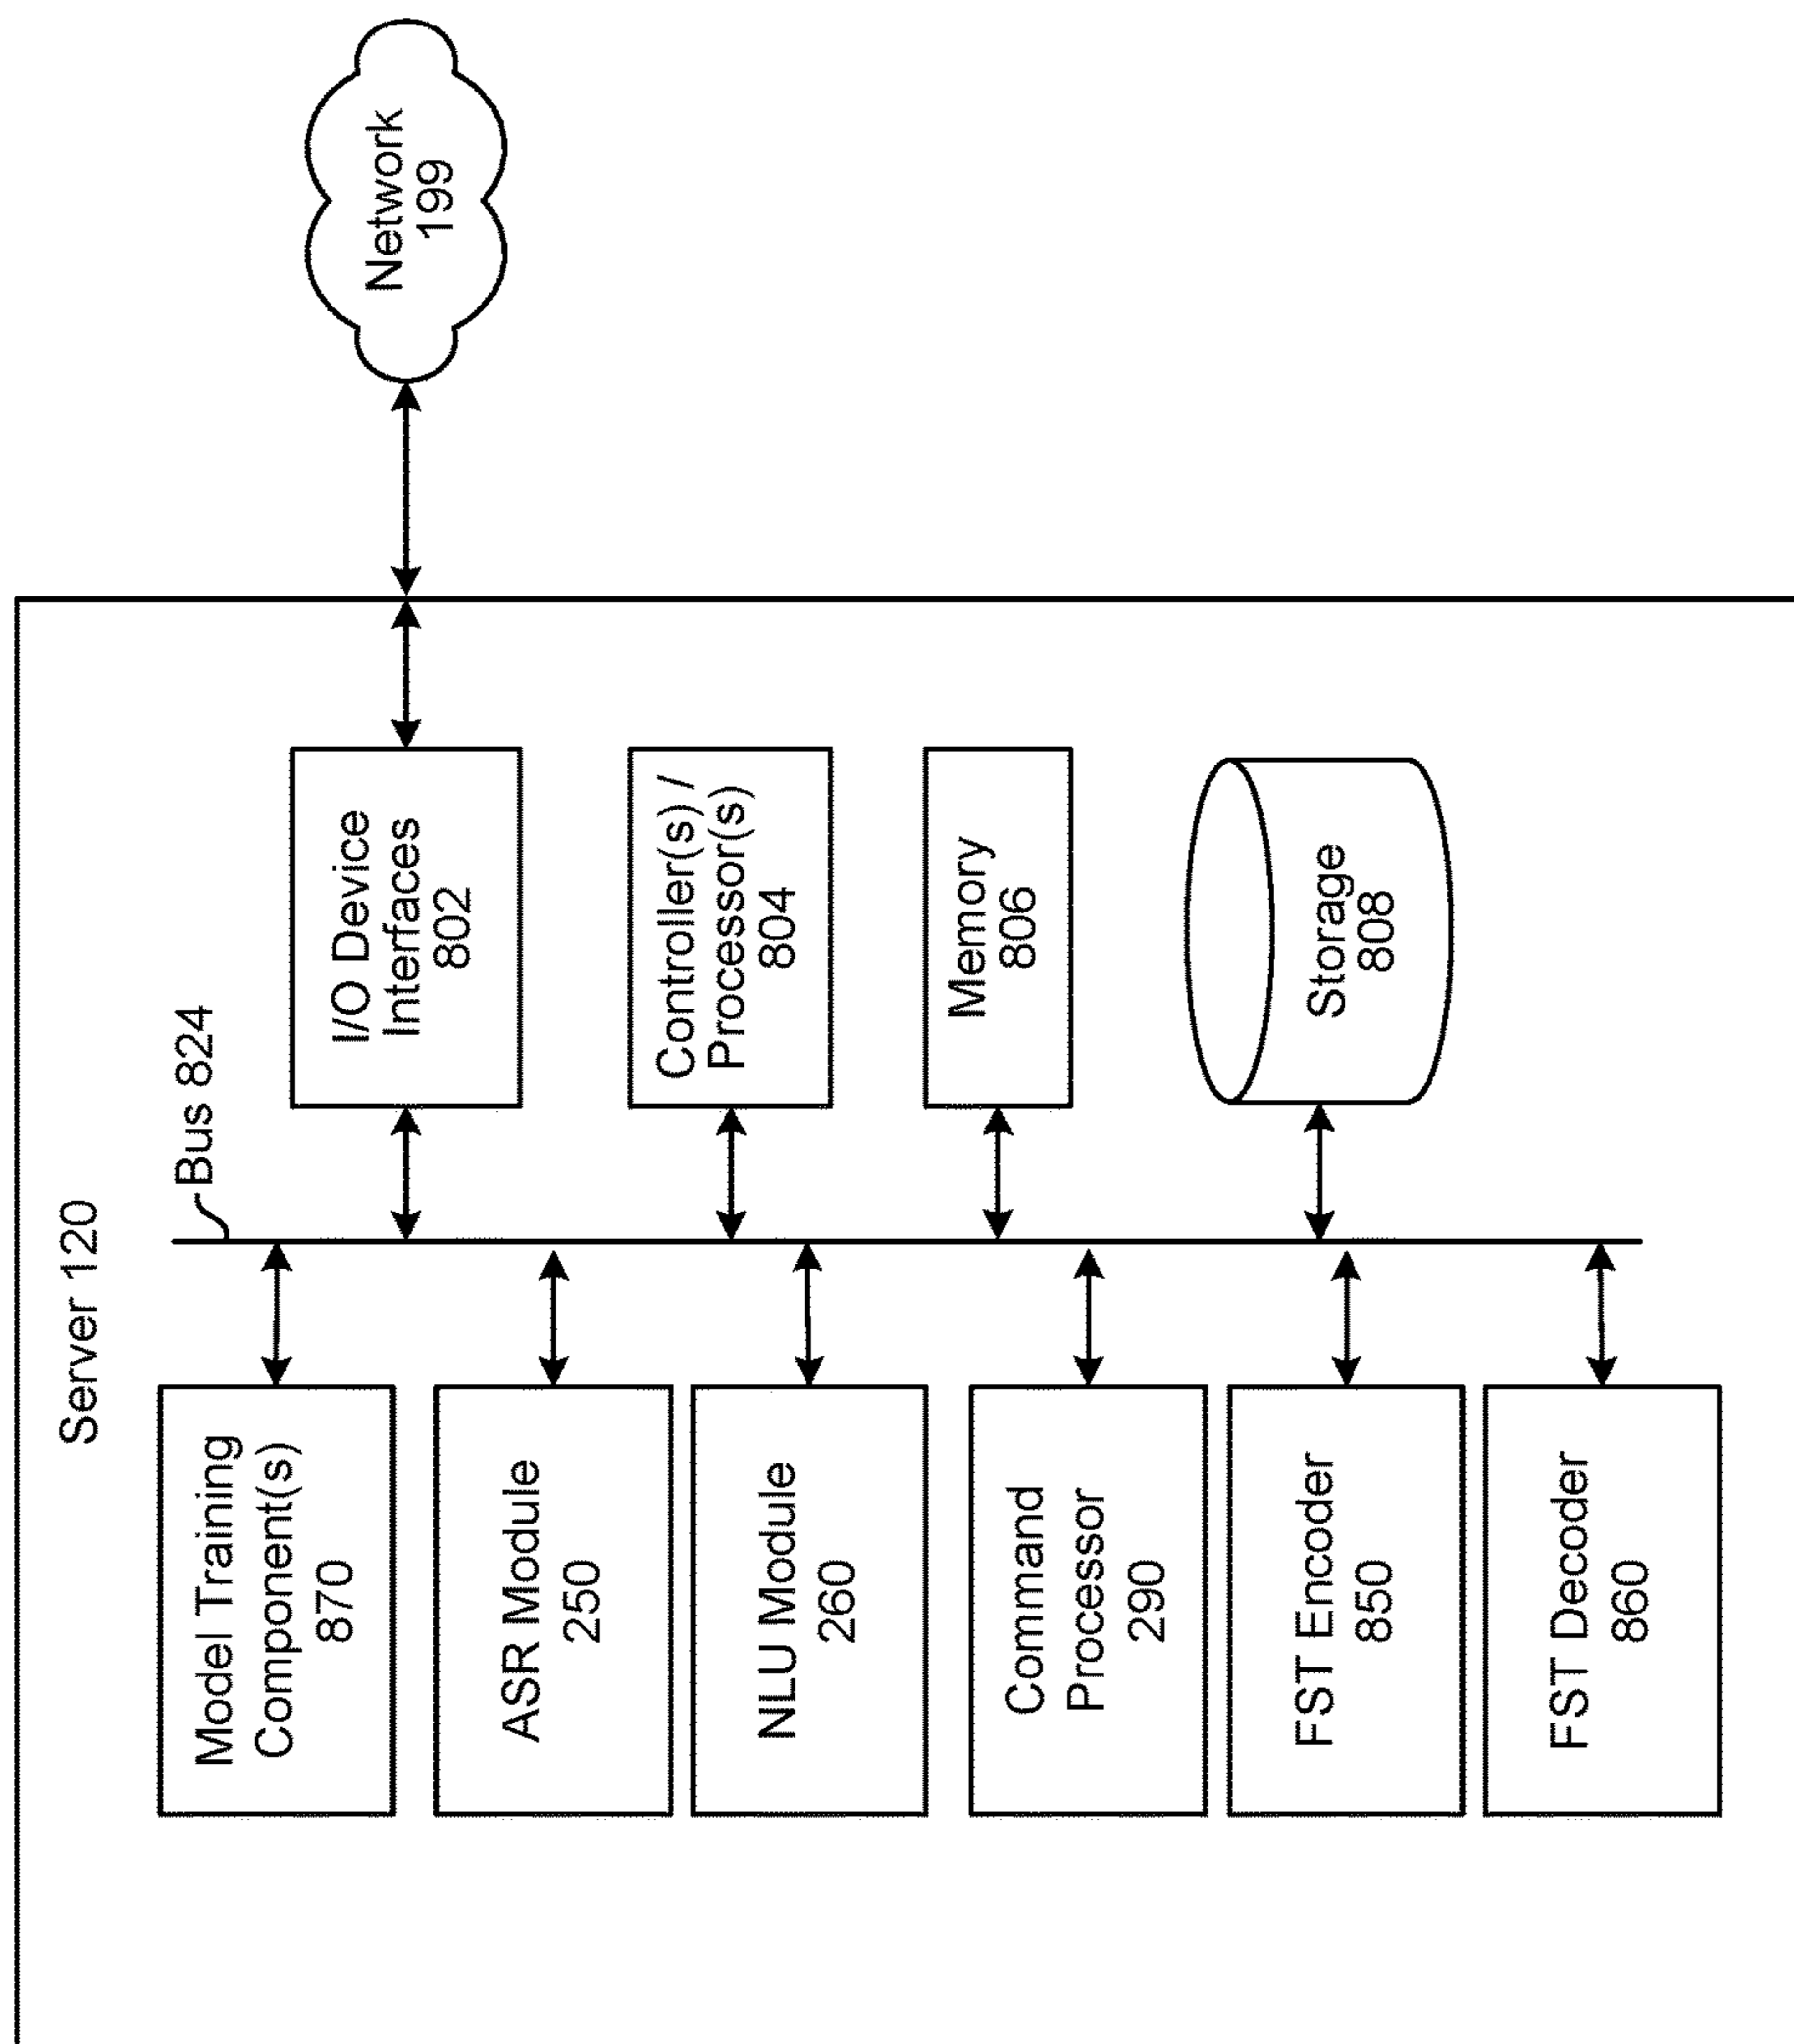 Server 120
Bus 824
I/O Device
Interfaces
802
Controller(s) /
Processor(s)
804
Memory
806
Storage
808
Network
199
Model Training
Component(s)
870
ASR Module
250
NLU Module
260
Command
Processor
290
FST Encoder
850
FST Decoder
860